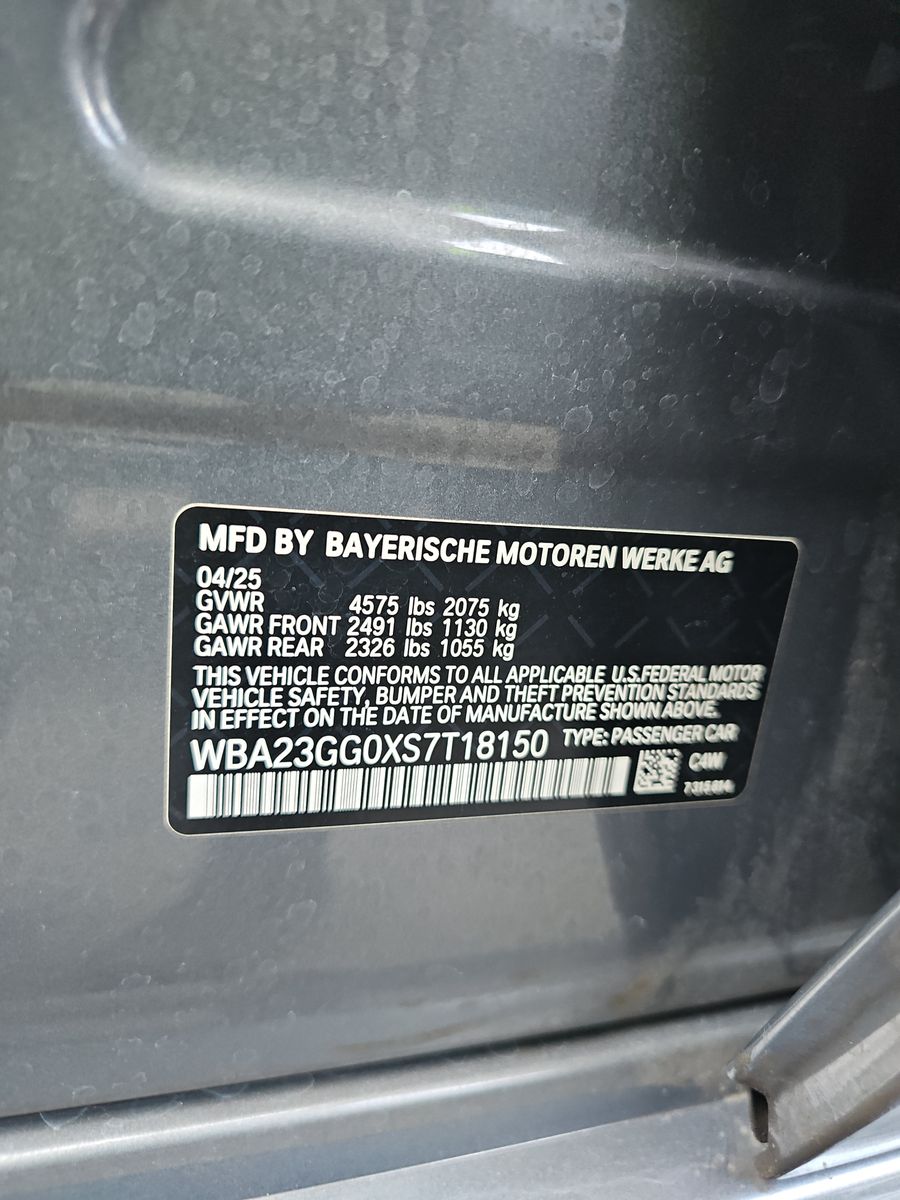 MFD BY BAYERISCHE MOTOREN WERKE AG
04/25
GVWR 4575 lbs 2075 kg
GAWR FRONT 2491 lbs 1130 kg
GAWR REAR 2326 lbs 1055 kg
THIS VEHICLE CONFORMS TO ALL APPLICABLE U.S.FEDERAL MOTOR
VEHICLE SAFETY, BUMPER AND THEFT PREVENTION STANDARDS
IN EFFECT ON THE DATE OF MANUFACTURE SHOWN ABOVE.
WBA23GG0XS7T18150 TYPE: PASSENGER CAR
C4W